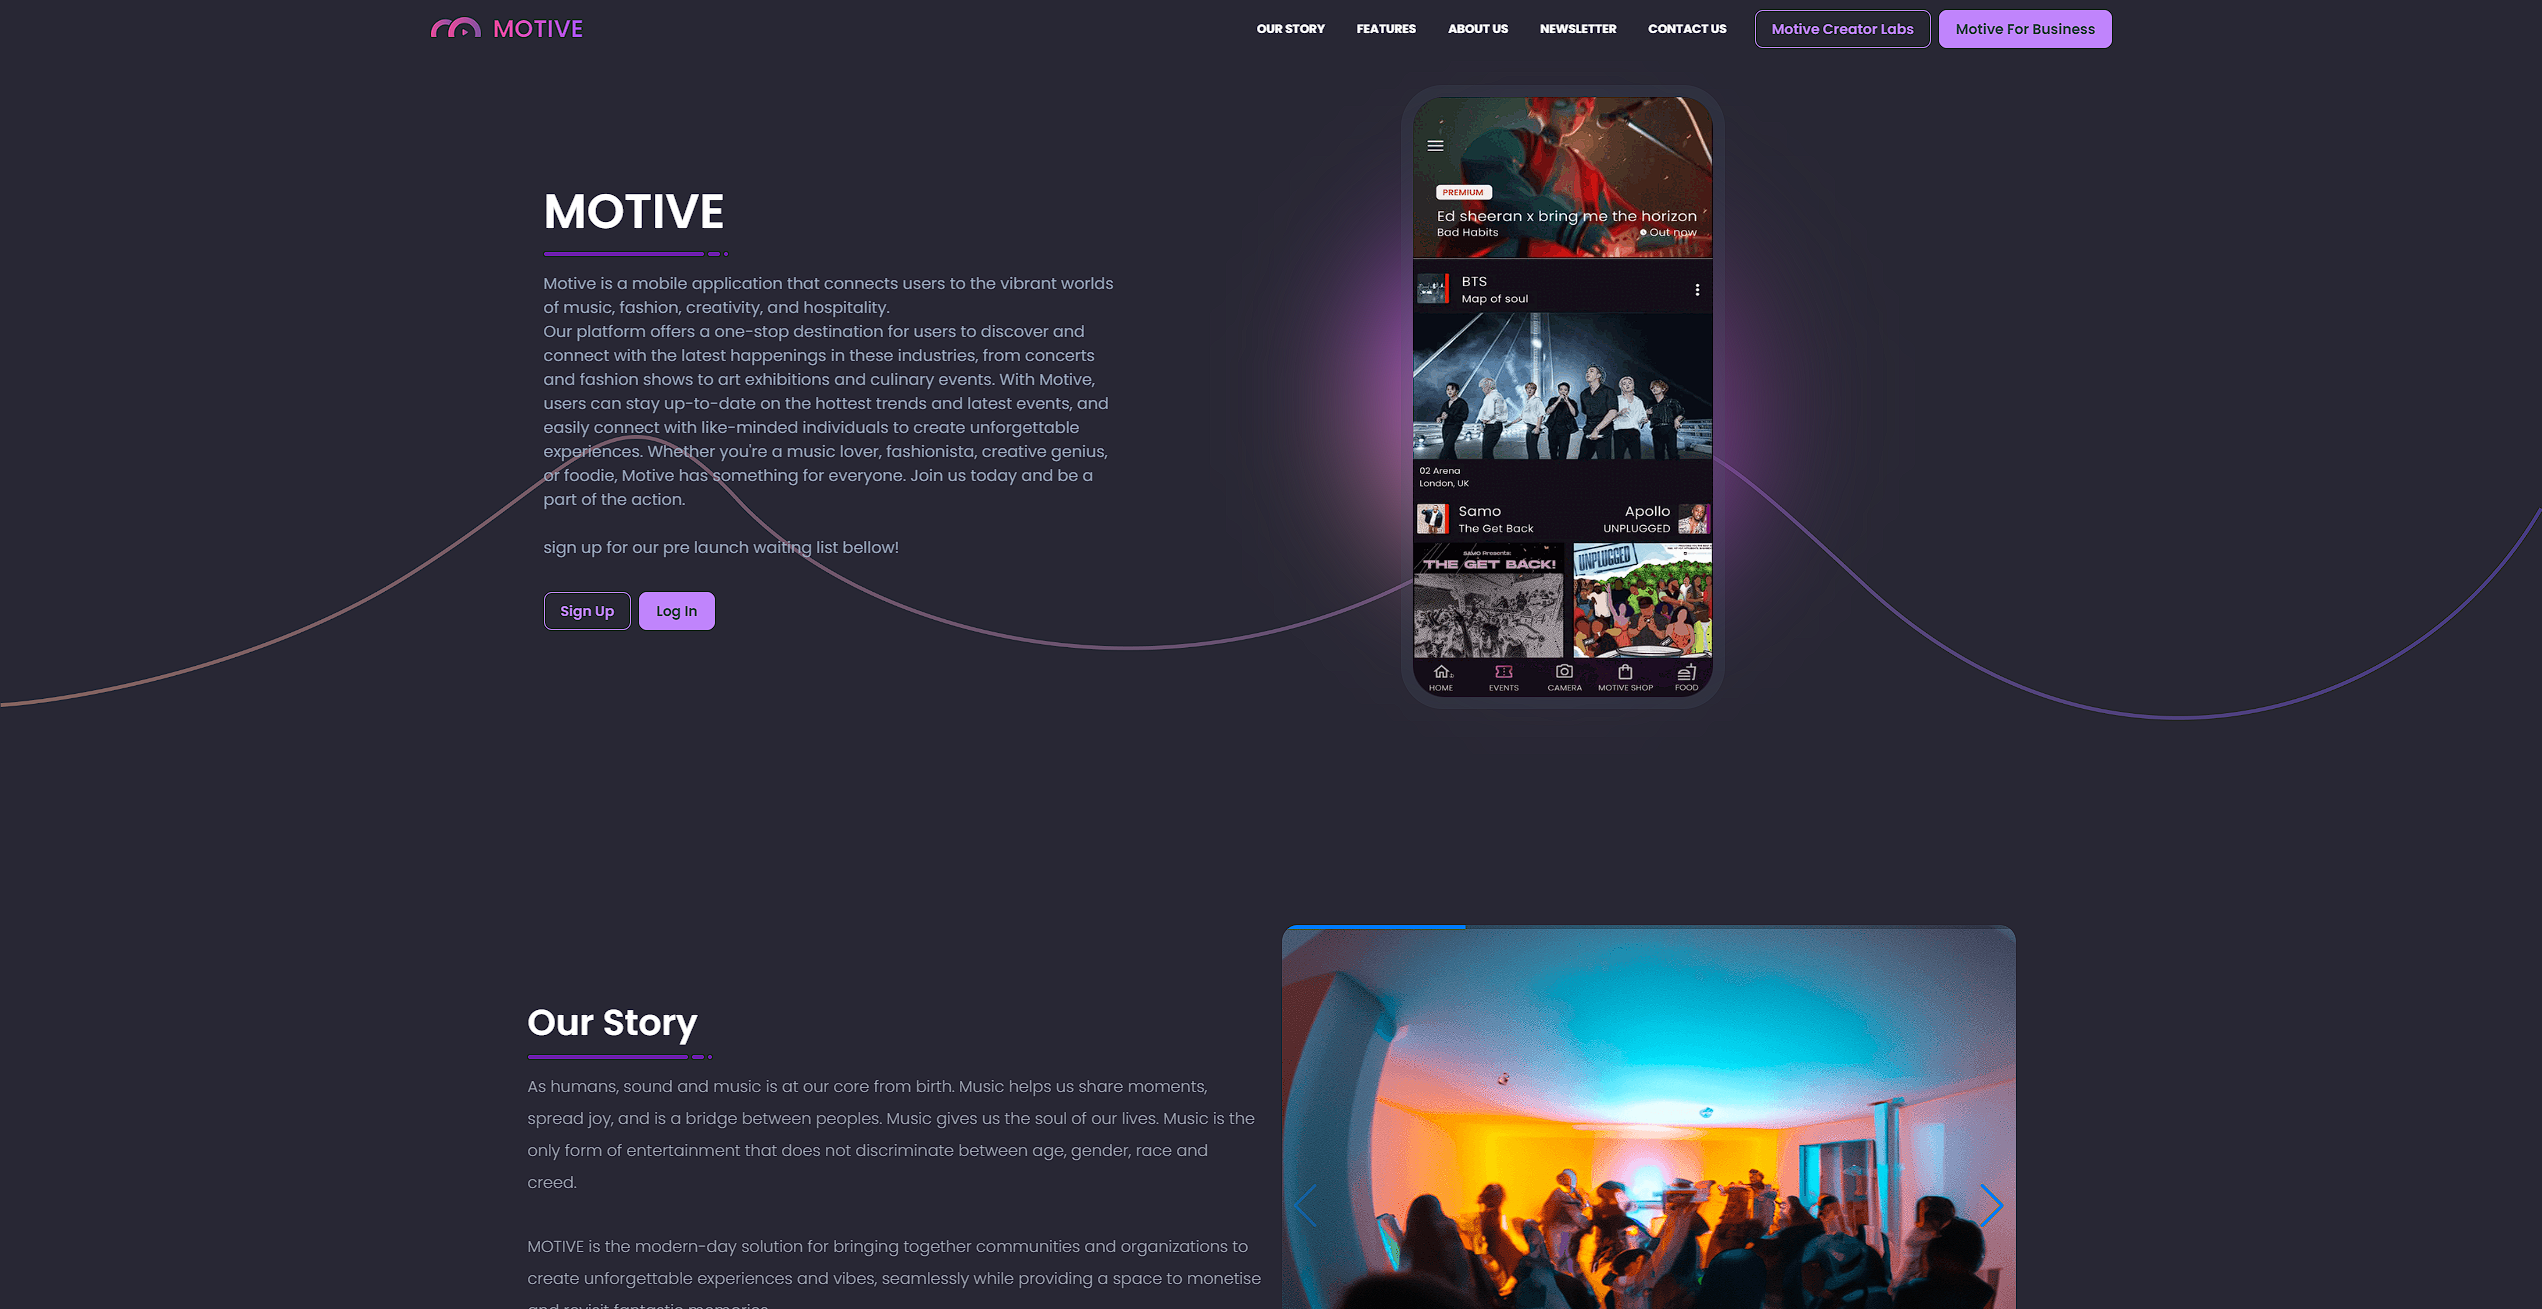 MOTIVE
OUR STORY FEATURES ABOUT US NEWSLETTER CONTACT US Motive Creator Labs Motive For Business
MOTIVE
Motive is a mobile application that connects users to the vibrant worlds
of music, fashion, creativity, and hospitality.
Our platform offers a one-stop destination for users to discover and
connect with the latest happenings in these industries, from concerts
and fashion shows to art exhibitions and culinary events. With Motive,
users can stay up-to-date on the hottest trends and latest events, and
easily connect with like-minded individuals to create unforgettable
experiences. Whether you're a music lover, fashionista, creative genius,
or foodie, Motive has something for everyone. Join us today and be a
part of the action.
sign up for our pre launch waiting list bellow!
Sign Up Log In
PREMIUM
Ed sheeran x bring me the horizon
Bad Habits Out now
BTS
Map of soul
02 Arena
London, UK
Samo Apollo
The Get Back UNPLUGGED
SAMO Presents:
THE GET BACK!
UNPLUGGED
HOME EVENTS CAMERA MOTIVE SHOP FOOD
Our Story
As humans, sound and music is at our core from birth. Music helps us share moments,
spread joy, and is a bridge between peoples. Music gives us the soul of our lives. Music is the
only form of entertainment that does not discriminate between age, gender, race and
creed.
MOTIVE is the modern-day solution for bringing together communities and organizations to
create unforgettable experiences and vibes, seamlessly while providing a space to monetise
and revisit fantastic memories